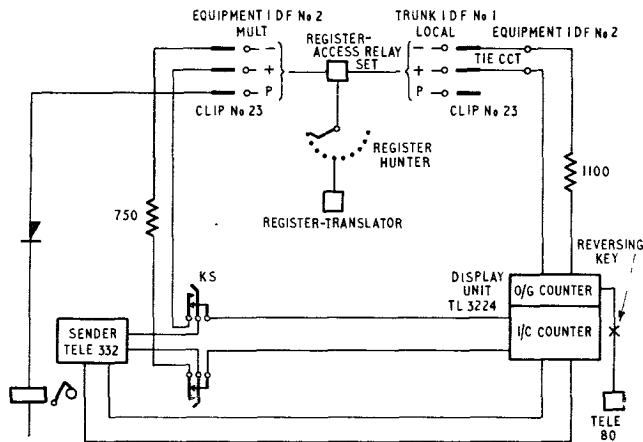 EQUIPMENT IDF No 2
MULT
REGISTER-
ACCESS RELAY
SET
TRUNK IDF No 1
LOCAL
EQUIPMENT IDF No 2
−
+
P
CLIP No 23
−
+
P
TIE CCT
CLIP No 23
REGISTER
HUNTER
REGISTER-TRANSLATOR
750
1100
REVERSING
KEY
KS
DISPLAY
UNIT
TL 3224
O/G COUNTER
I/C COUNTER
SENDER
TELE 332
TELE
80